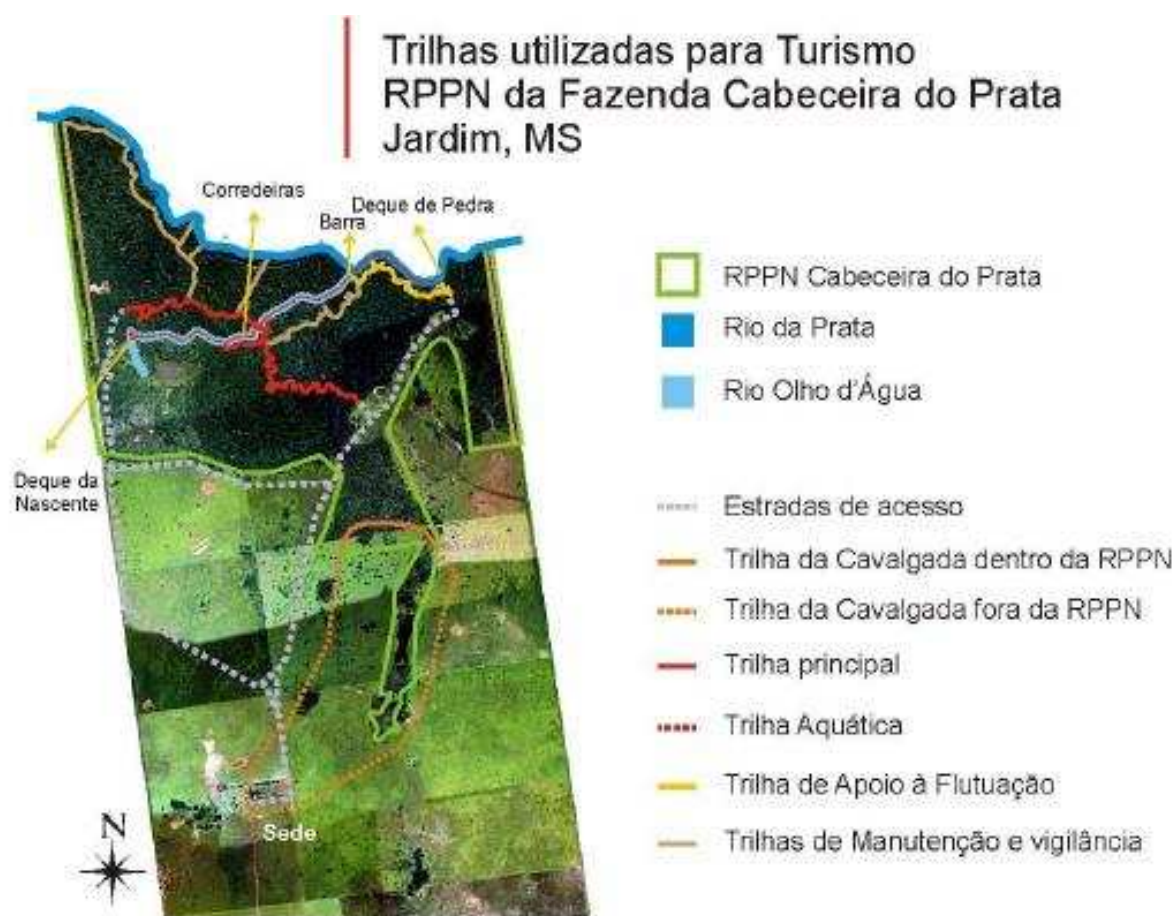 Trilhas utilizadas para Turismo
RPPN da Fazenda Cabeceira do Prata
Jardim, MS
Corredeiras
Barra
Deque de Pedra
Deque da
Nascente
Sede
N
RPPN Cabeceira do Prata
Rio da Prata
Rio Olho d'Água
Estradas de acesso
Trilha da Cavalgada dentro da RPPN
Trilha da Cavalgada fora da RPPN
Trilha principal
Trilha Aquática
Trilha de Apoio à Flutuação
Trilhas de Manutenção e vigilância